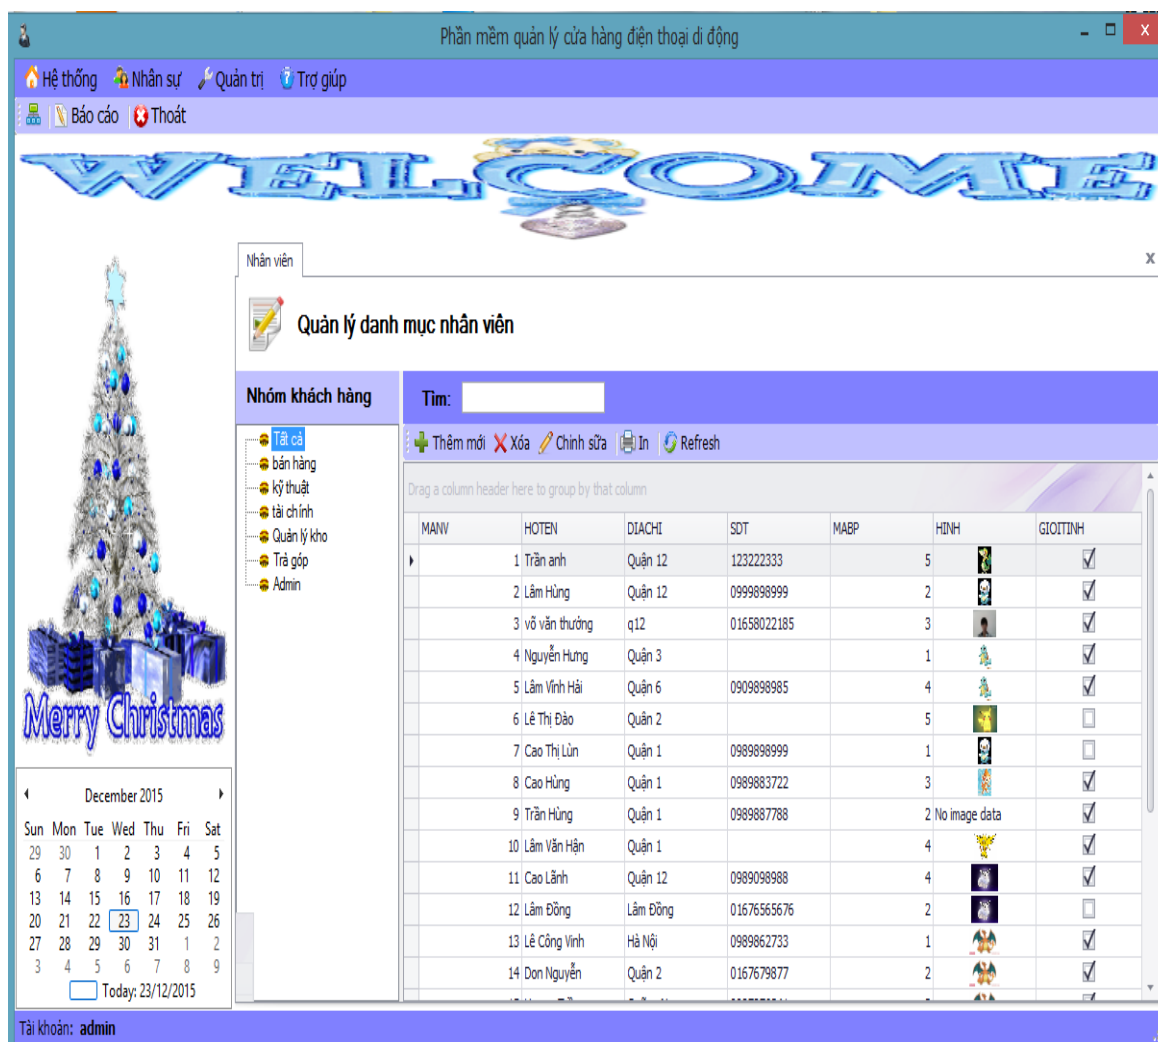 Phần mềm quản lý cửa hàng điện thoại di động
Hệ thống Nhân sự Quản trị Trợ giúp
Báo cáo Thoát
WELCOME
Nhân viên
Quản lý danh mục nhân viên
Nhóm khách hàng
Tất cả
bán hàng
kỹ thuật
tài chính
Quản lý kho
Trả góp
Admin
Tìm:
Thêm mới Xóa Chỉnh sữa In Refresh
Drag a column header here to group by that column
MANV HOTEN DIACHI SDT MABP HINH GIOITINH
1 Trần anh Quận 12 123222333 5
2 Lâm Hùng Quận 12 0999898999 2
3 võ văn thướng q12 01658022185 3
4 Nguyễn Hưng Quận 3 1
5 Lâm Vĩnh Hải Quận 6 0909898985 4
6 Lê Thị Đào Quận 2 5
7 Cao Thị Lùn Quận 1 0989898999 1
8 Cao Hùng Quận 1 0989883722 3
9 Trần Hùng Quận 1 0989887788 2 No image data
10 Lâm Văn Hận Quận 1 4
11 Cao Lãnh Quận 12 0989098988 4
12 Lâm Đồng Lâm Đồng 01676565676 2
13 Lê Công Vinh Hà Nội 0989862733 1
14 Don Nguyễn Quận 2 0167679877 2
Merry Christmas
December 2015
Sun Mon Tue Wed Thu Fri Sat
29 30 1 2 3 4 5
6 7 8 9 10 11 12
13 14 15 16 17 18 19
20 21 22 23 24 25 26
27 28 29 30 31 1 2
3 4 5 6 7 8 9
Today: 23/12/2015
Tài khoản: admin